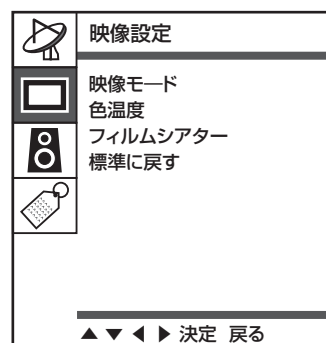 映像設定
映像モード
色温度
フィルムシアター
標準に戻す
▲ ▼ ◀ ▶ 決定 戻る